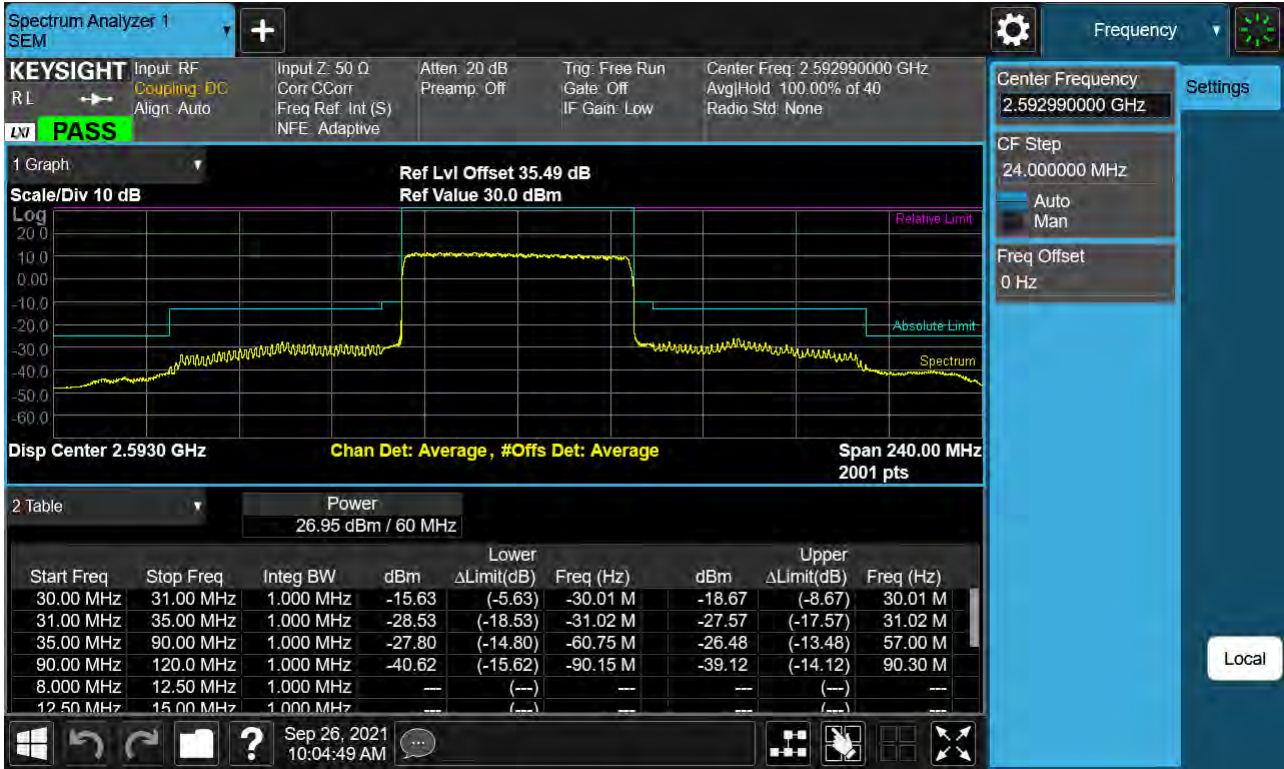 Spectrum Analyzer 1
SEM
Frequency
KEYSIGHT
RL
LXI
PASS
Input: RF
Coupling: DC
Align: Auto
Input Z: 50 Ω
Corr CCorr
Freq Ref: Int (S)
NFE: Adaptive
Atten: 20 dB
Preamp: Off
Trig: Free Run
Gate: Off
IF Gain: Low
Center Freq: 2.592990000 GHz
Avg|Hold: 100.00% of 40
Radio Std: None
Center Frequency
2.592990000 GHz
Settings
CF Step
24.000000 MHz
Auto
Man
Freq Offset
0 Hz
Local
1 Graph
Scale/Div 10 dB
Ref Lvl Offset 35.49 dB
Ref Value 30.0 dBm
Log
20.0
10.0
0.00
-10.0
-20.0
-30.0
-40.0
-50.0
-60.0
Relative Limit
Absolute Limit
Spectrum
Disp Center 2.5930 GHz
Chan Det: Average, #Offs Det: Average
Span 240.00 MHz
2001 pts
2 Table
Power
26.95 dBm / 60 MHz
Lower Upper
Start Freq Stop Freq Integ BW dBm ΔLimit(dB) Freq (Hz) dBm ΔLimit(dB) Freq (Hz)
30.00 MHz 31.00 MHz 1.000 MHz -15.63 (-5.63) -30.01 M -18.67 (-8.67) 30.01 M
31.00 MHz 35.00 MHz 1.000 MHz -28.53 (-18.53) -31.02 M -27.57 (-17.57) 31.02 M
35.00 MHz 90.00 MHz 1.000 MHz -27.80 (-14.80) -60.75 M -26.48 (-13.48) 57.00 M
90.00 MHz 120.0 MHz 1.000 MHz -40.62 (-15.62) -90.15 M -39.12 (-14.12) 90.30 M
8.000 MHz 12.50 MHz 1.000 MHz --- (---) --- --- (---) ---
12.50 MHz 15.00 MHz 1.000 MHz --- (---) --- --- (---) ---
?
Sep 26, 2021
10:04:49 AM